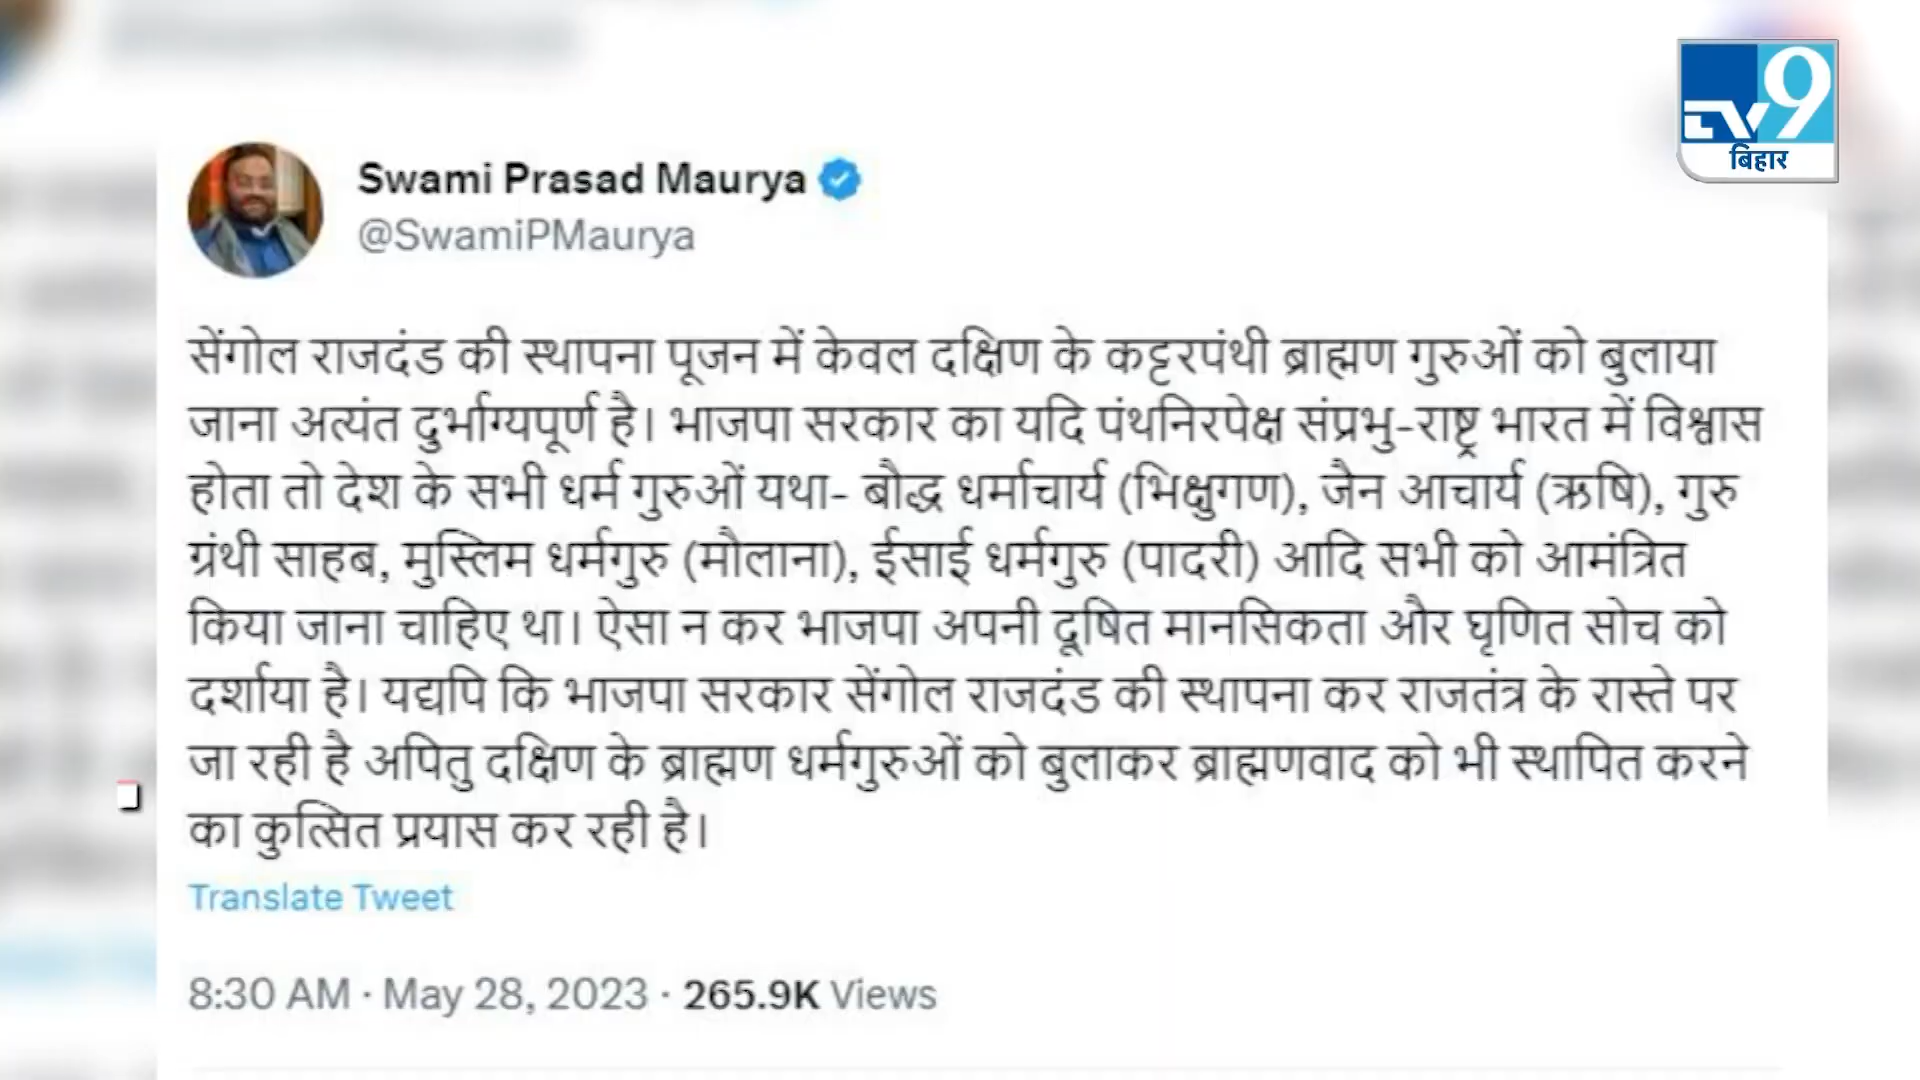 TV9
बिहार
Swami Prasad Maurya
@SwamiPMaurya
सेंगोल राजदंड की स्थापना पूजन में केवल दक्षिण के कट्टरपंथी ब्राह्मण गुरुओं को बुलाया
जाना अत्यंत दुर्भाग्यपूर्ण है। भाजपा सरकार का यदि पंथनिरपेक्ष संप्रभु-राष्ट्र भारत में विश्वास
होता तो देश के सभी धर्म गुरुओं यथा- बौद्ध धर्माचार्य (भिक्षुगण), जैन आचार्य (ऋषि), गुरु
ग्रंथी साहब, मुस्लिम धर्मगुरु (मौलाना), ईसाई धर्मगुरु (पादरी) आदि सभी को आमंत्रित
किया जाना चाहिए था। ऐसा न कर भाजपा अपनी दूषित मानसिकता और घृणित सोच को
दर्शाया है। यद्यपि कि भाजपा सरकार सेंगोल राजदंड की स्थापना कर राजतंत्र के रास्ते पर
जा रही है अपितु दक्षिण के ब्राह्मण धर्मगुरुओं को बुलाकर ब्राह्मणवाद को भी स्थापित करने
का कुत्सित प्रयास कर रही है।
Translate Tweet
8:30 AM · May 28, 2023 · 265.9K Views